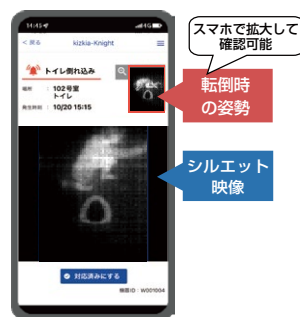 14:45
4G
スマホで拡大して
確認可能
< 戻る
kizkia-Knight
トイレ倒れ込み
場所 : 102号室
トイレ
発生時刻 : 10/20 15:15
転倒時
の姿勢
シルエット
映像
対応済みにする
機器ID : W001004